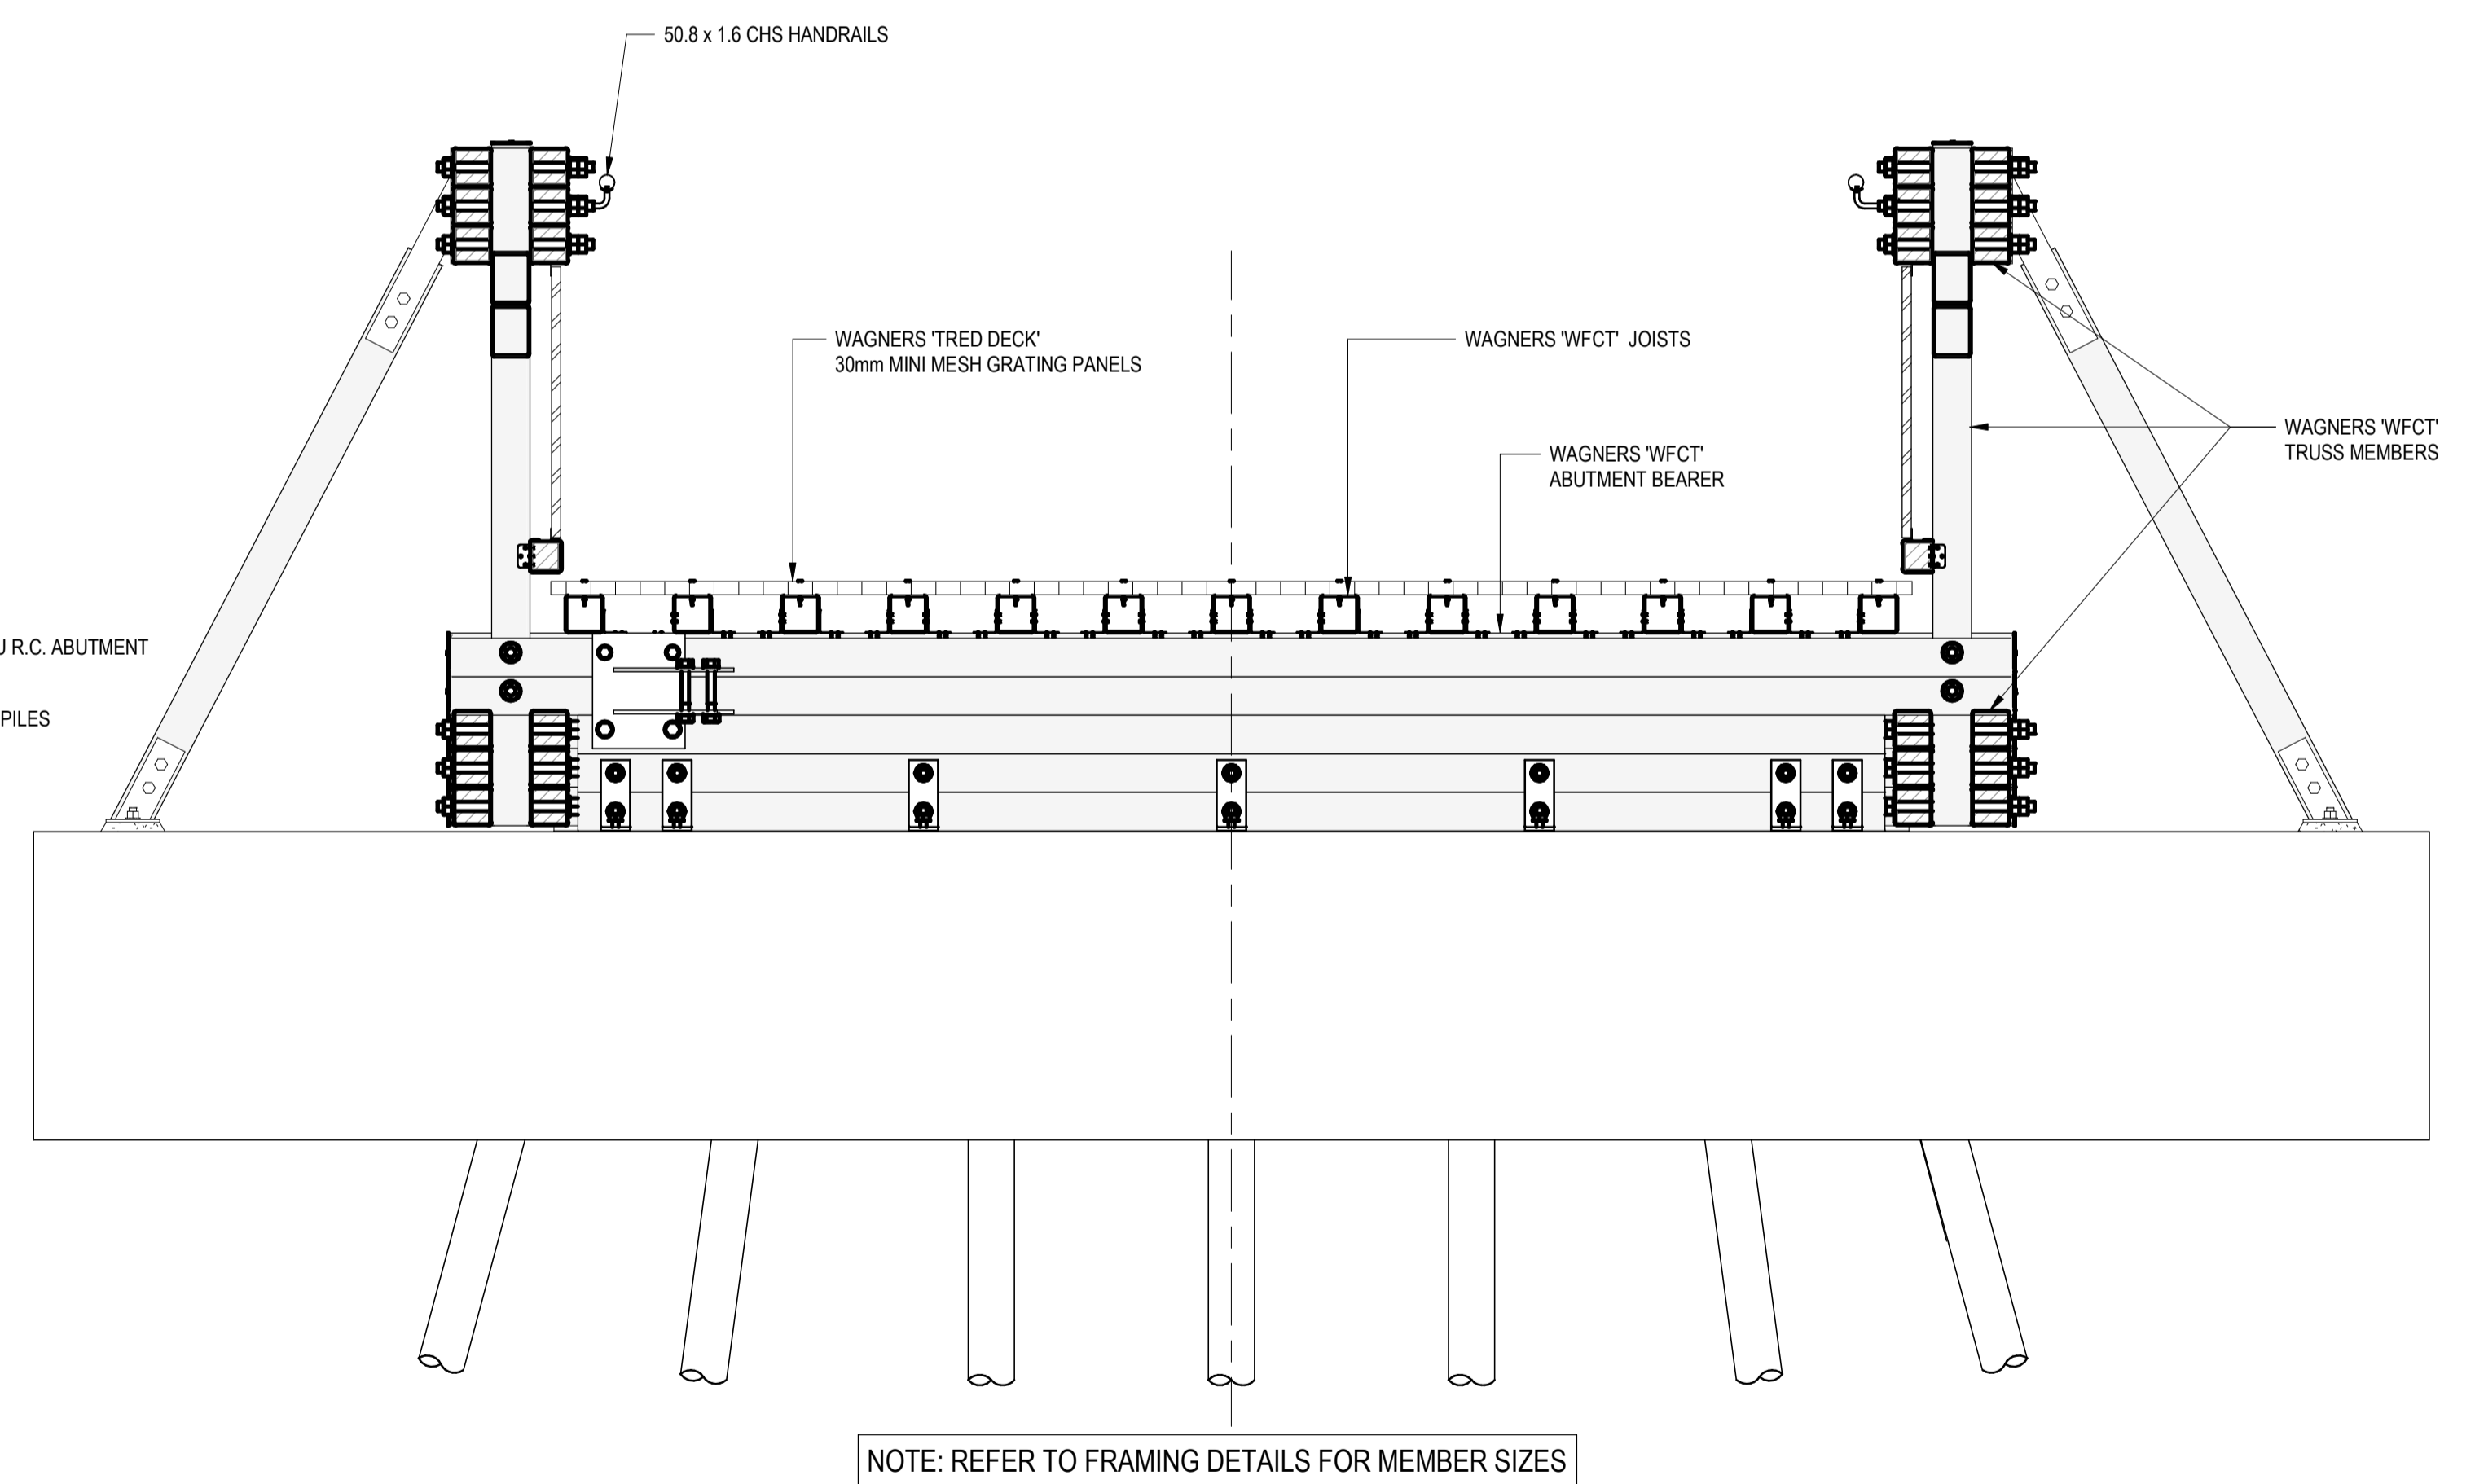 50.8 x 1.6 CHS HANDRAILS
WAGNERS 'TRED DECK'
30mm MINI MESH GRATING PANELS
WAGNERS 'WFCT' JOISTS
WAGNERS 'WFCT'
ABUTMENT BEARER
WAGNERS 'WFCT'
TRUSS MEMBERS
R.C. ABUTMENT
PILES
NOTE: REFER TO FRAMING DETAILS FOR MEMBER SIZES